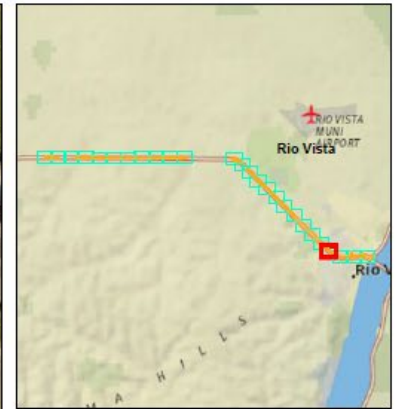 RIO VISTA
MUNI
AIRPORT
Rio Vista
Rio V
M A H I L L S